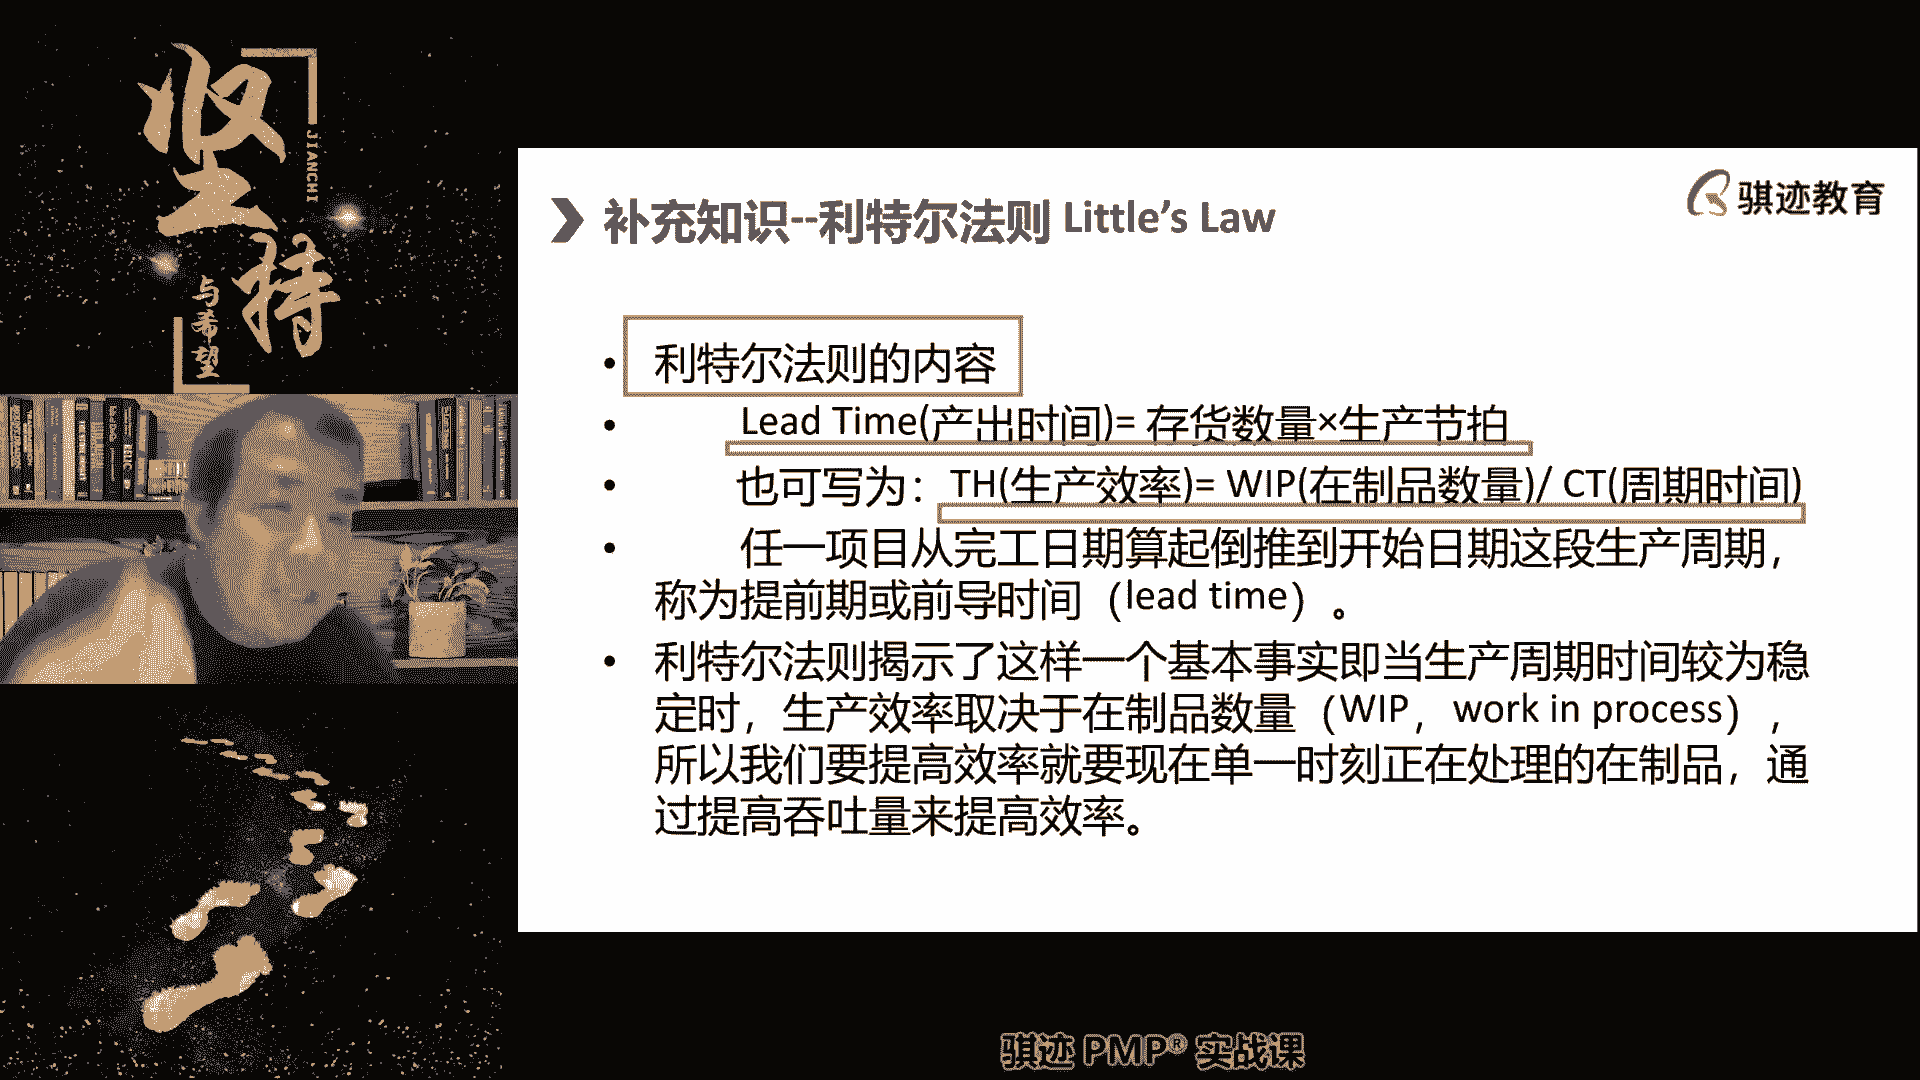 坚持
JIANCHI
与希望
骐迹教育
补充知识--利特尔法则 Little's Law
• 利特尔法则的内容
• Lead Time(产出时间)= 存货数量×生产节拍
• 也可写为：TH(生产效率)= WIP(在制品数量)/ CT(周期时间)
• 任一项目从完工日期算起倒推到开始日期这段生产周期，
称为提前期或前导时间（lead time）。
• 利特尔法则揭示了这样一个基本事实即当生产周期时间较为稳
定时，生产效率取决于在制品数量（WIP，work in process），
所以我们要提高效率就要现在单一时刻正在处理的在制品，通
过提高吞吐量来提高效率。
骐迹 PMP® 实战课